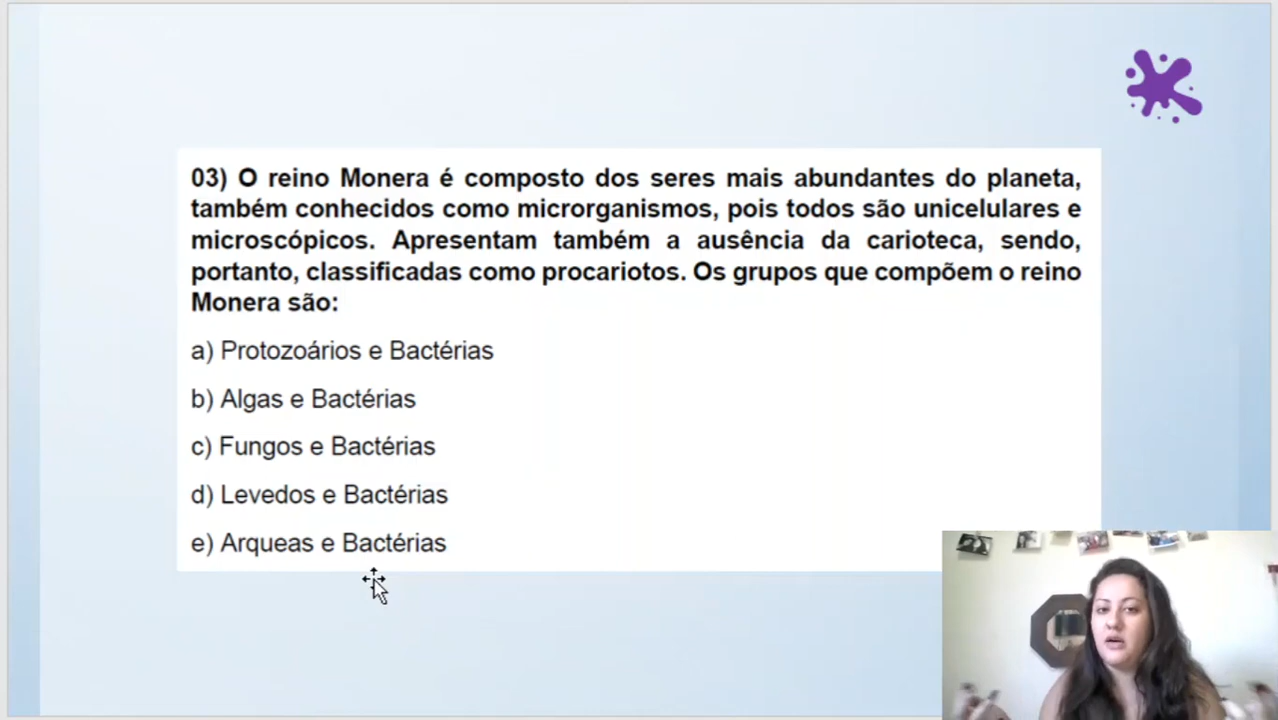 03) O reino Monera é composto dos seres mais abundantes do planeta,
também conhecidos como microrganismos, pois todos são unicelulares e
microscópicos. Apresentam também a ausência da carioteca, sendo,
portanto, classificadas como procariotos. Os grupos que compõem o reino
Monera são:
a) Protozoários e Bactérias
b) Algas e Bactérias
c) Fungos e Bactérias
d) Levedos e Bactérias
e) Arqueas e Bactérias